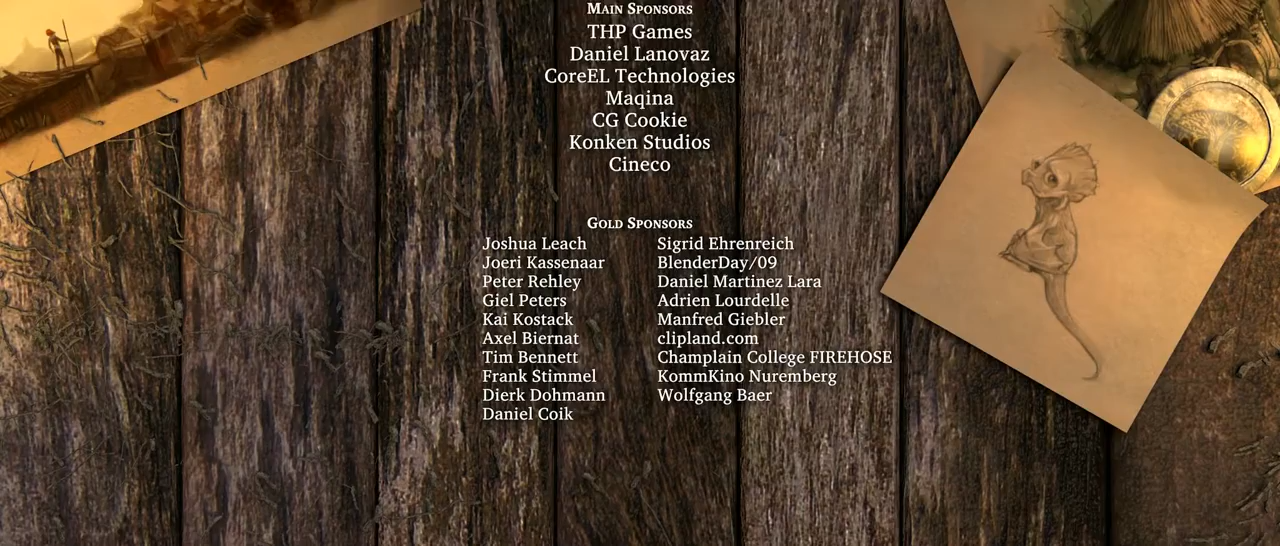 Main Sponsors
THP Games
Daniel Lanovaz
CoreEL Technologies
Maqina
CG Cookie
Konken Studios
Cineco
Gold Sponsors
Joshua Leach
Joeri Kassenaar
Peter Rehley
Giel Peters
Kai Kostack
Axel Biernat
Tim Bennett
Frank Stimmel
Dierk Dohmann
Daniel Coik
Sigrid Ehrenreich
BlenderDay/09
Daniel Martinez Lara
Adrien Lourdelle
Manfred Giebler
clipland.com
Champlain College FIREHOSE
KommKino Nuremberg
Wolfgang Baer